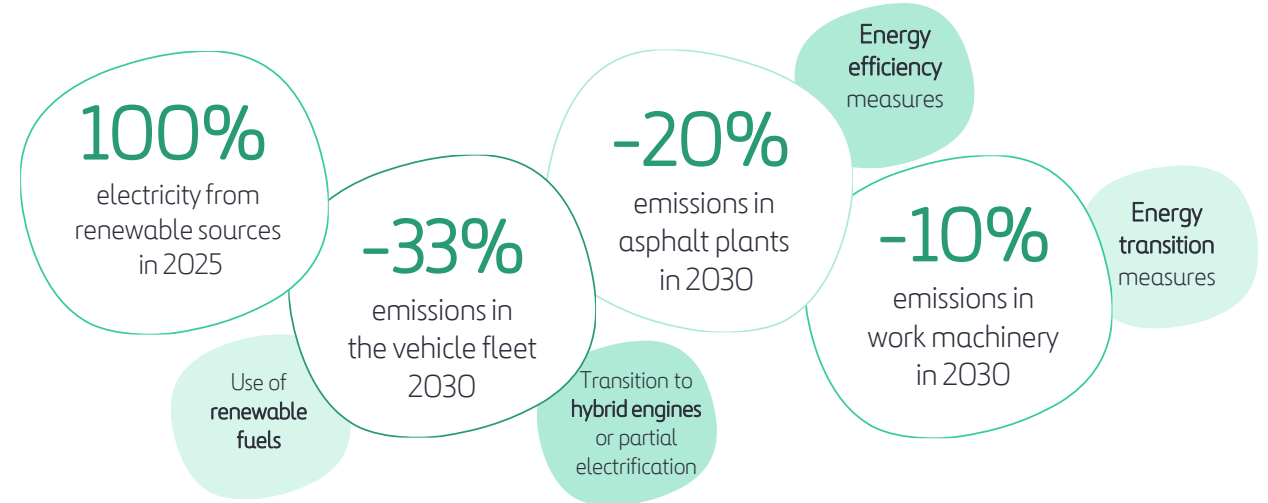 100%
electricity from
renewable sources
in 2025
-33%
emissions in
the vehicle fleet
2030
Use of
renewable
fuels
Transition to
hybrid engines
or partial
electrification
-20%
emissions in
asphalt plants
in 2030
Energy
efficiency
measures
-10%
emissions in
work machinery
in 2030
Energy
transition
measures